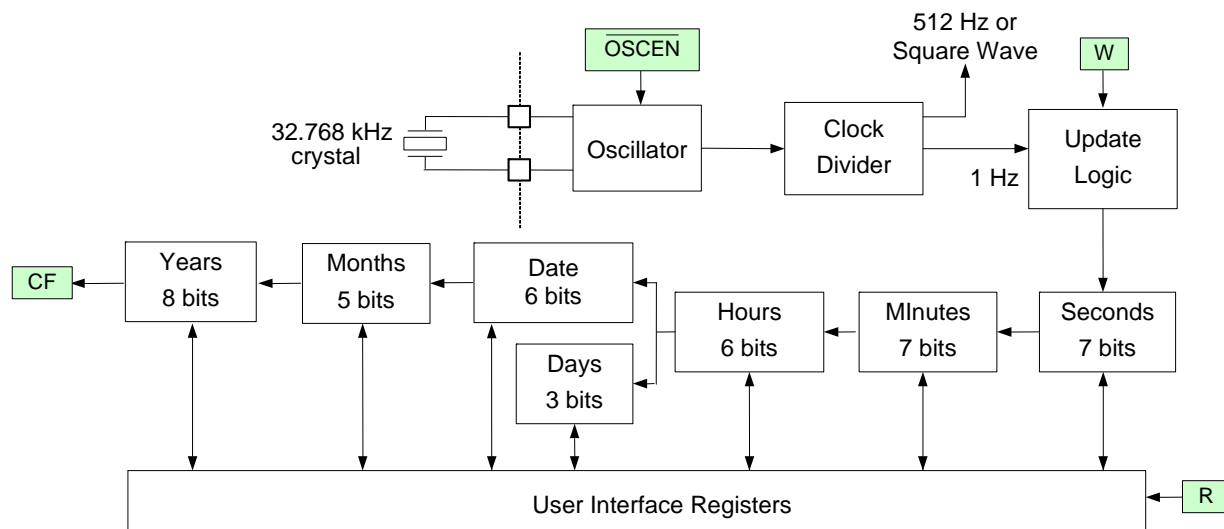 512 Hz or
Square Wave
OSCEN
W
32.768 kHz
crystal
Oscillator
Clock
Divider
1 Hz
Update
Logic
CF
Years
8 bits
Months
5 bits
Date
6 bits
Days
3 bits
Hours
6 bits
MInutes
7 bits
Seconds
7 bits
User Interface Registers
R